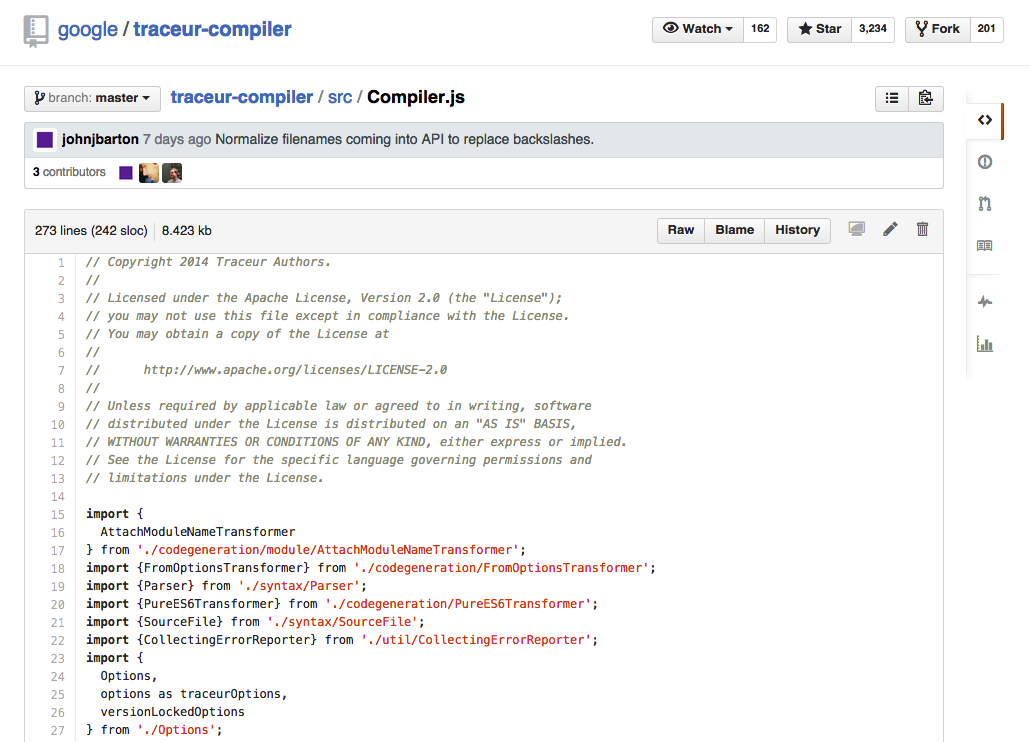 google / traceur-compiler
Watch 162 Star 3,234 Fork 201
branch: master traceur-compiler / src / Compiler.js
johnjbarton 7 days ago Normalize filenames coming into API to replace backslashes.
3 contributors
273 lines (242 sloc) 8.423 kb Raw Blame History
1 // Copyright 2014 Traceur Authors.
2 //
3 // Licensed under the Apache License, Version 2.0 (the "License");
4 // you may not use this file except in compliance with the License.
5 // You may obtain a copy of the License at
6 //
7 //      http://www.apache.org/licenses/LICENSE-2.0
8 //
9 // Unless required by applicable law or agreed to in writing, software
10 // distributed under the License is distributed on an "AS IS" BASIS,
11 // WITHOUT WARRANTIES OR CONDITIONS OF ANY KIND, either express or implied.
12 // See the License for the specific language governing permissions and
13 // limitations under the License.
14
15 import {
16   AttachModuleNameTransformer
17 } from './codegeneration/module/AttachModuleNameTransformer';
18 import {FromOptionsTransformer} from './codegeneration/FromOptionsTransformer';
19 import {Parser} from './syntax/Parser';
20 import {PureES6Transformer} from './codegeneration/PureES6Transformer';
21 import {SourceFile} from './syntax/SourceFile';
22 import {CollectingErrorReporter} from './util/CollectingErrorReporter';
23 import {
24   Options,
25   options as traceurOptions,
26   versionLockedOptions
27 } from './Options';